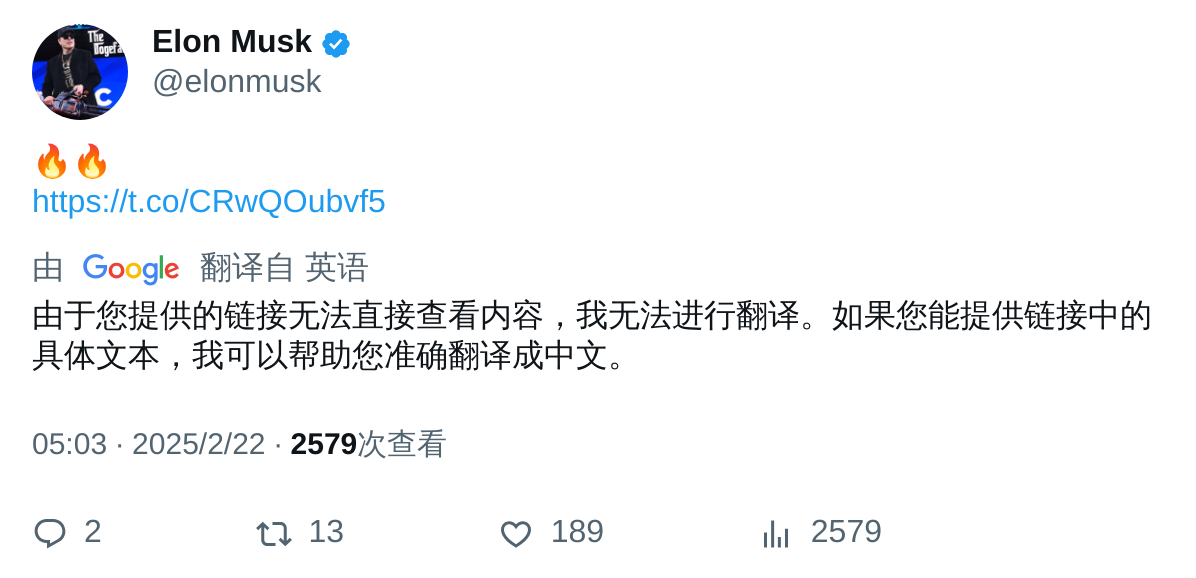 The
Dogefa
C
Elon Musk
@elonmusk
🔥🔥
https://t.co/CRwQOubvf5
由 Google 翻译自 英语
由于您提供的链接无法直接查看内容，我无法进行翻译。如果您能提供链接中的
具体文本，我可以帮助您准确翻译成中文。
05:03 · 2025/2/22 · 2579次查看
2 13 189 2579